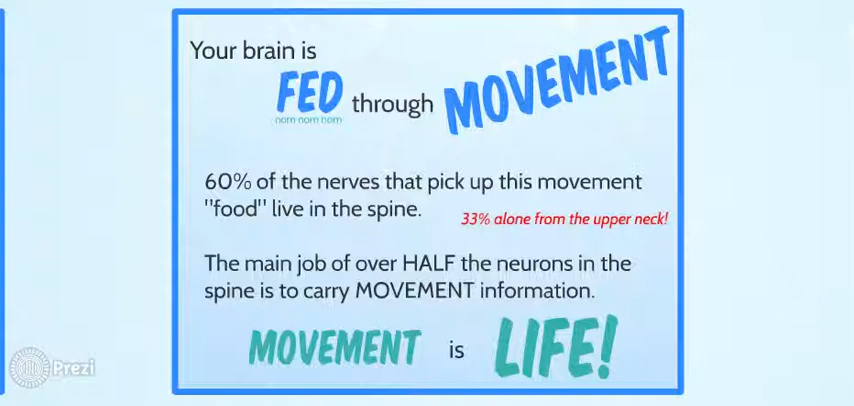 Your brain is
FED through MOVEMENT
nom nom nom
60% of the nerves that pick up this movement
"food" live in the spine.
33% alone from the upper neck!
The main job of over HALF the neurons in the
spine is to carry MOVEMENT information.
MOVEMENT is LIFE!
Prezi